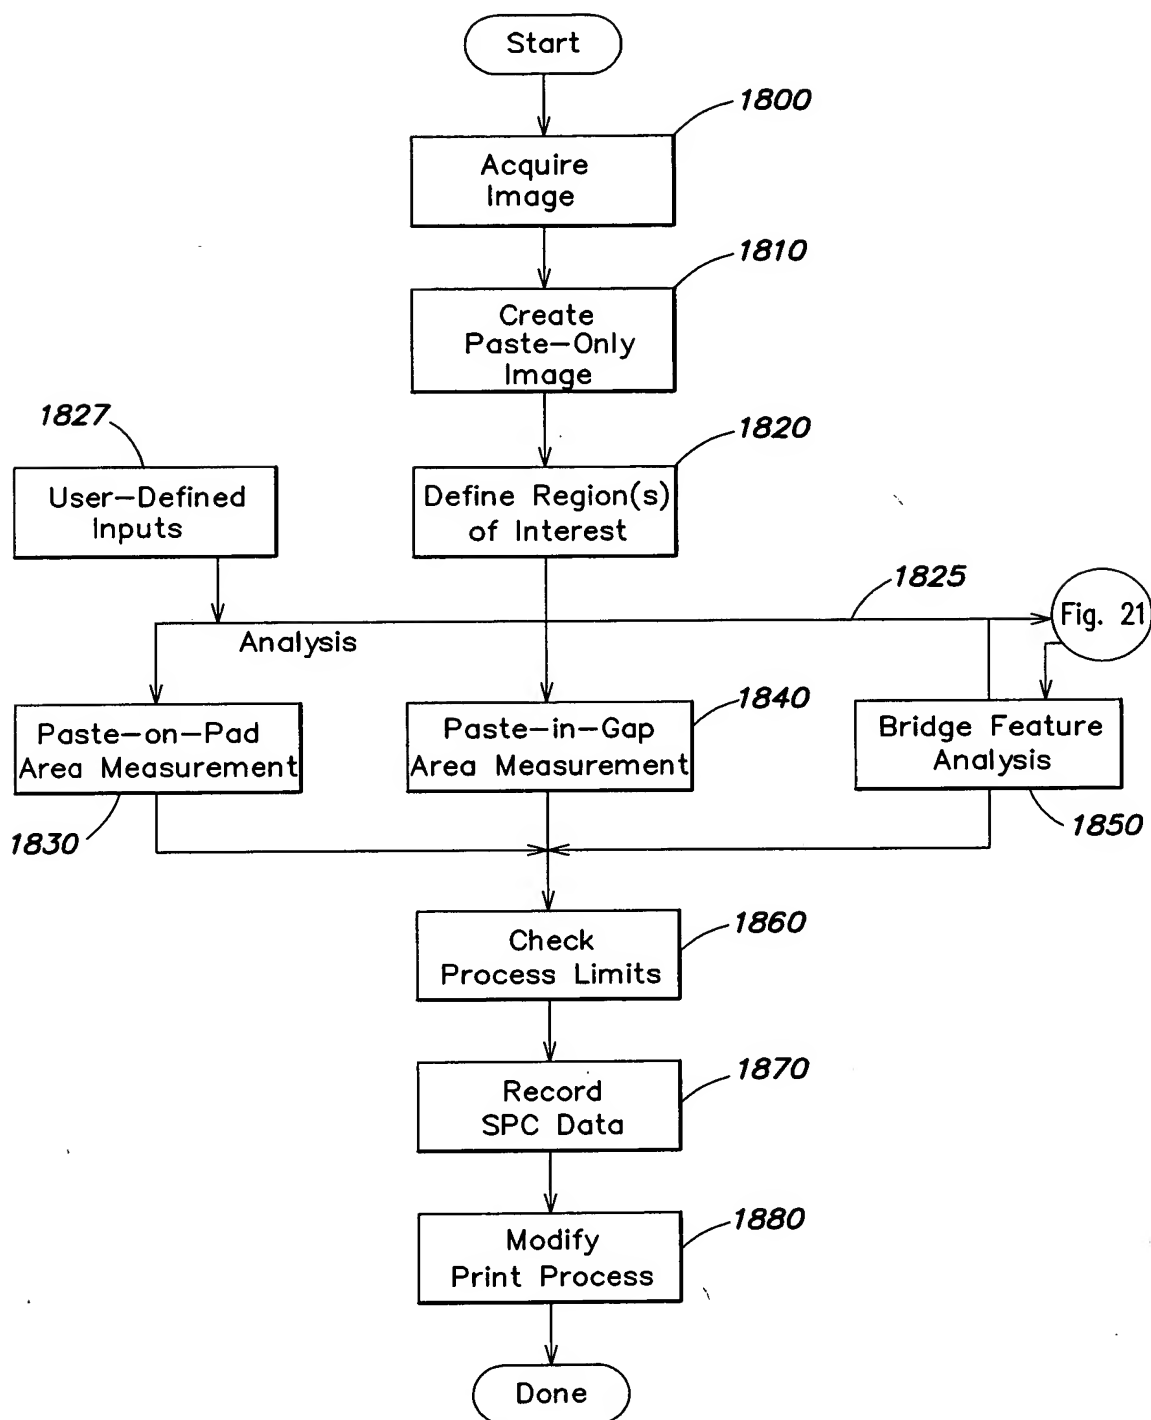 Start
1800
Acquire
Image
1810
Create
Paste-Only
Image
1827
1820
User-Defined
Inputs
Define Region(s)
of Interest
1825
Fig. 21
Analysis
1840
Paste-on-Pad
Area Measurement
Paste-in-Gap
Area Measurement
Bridge Feature
Analysis
1830
1850
1860
Check
Process Limits
1870
Record
SPC Data
1880
Modify
Print Process
Done